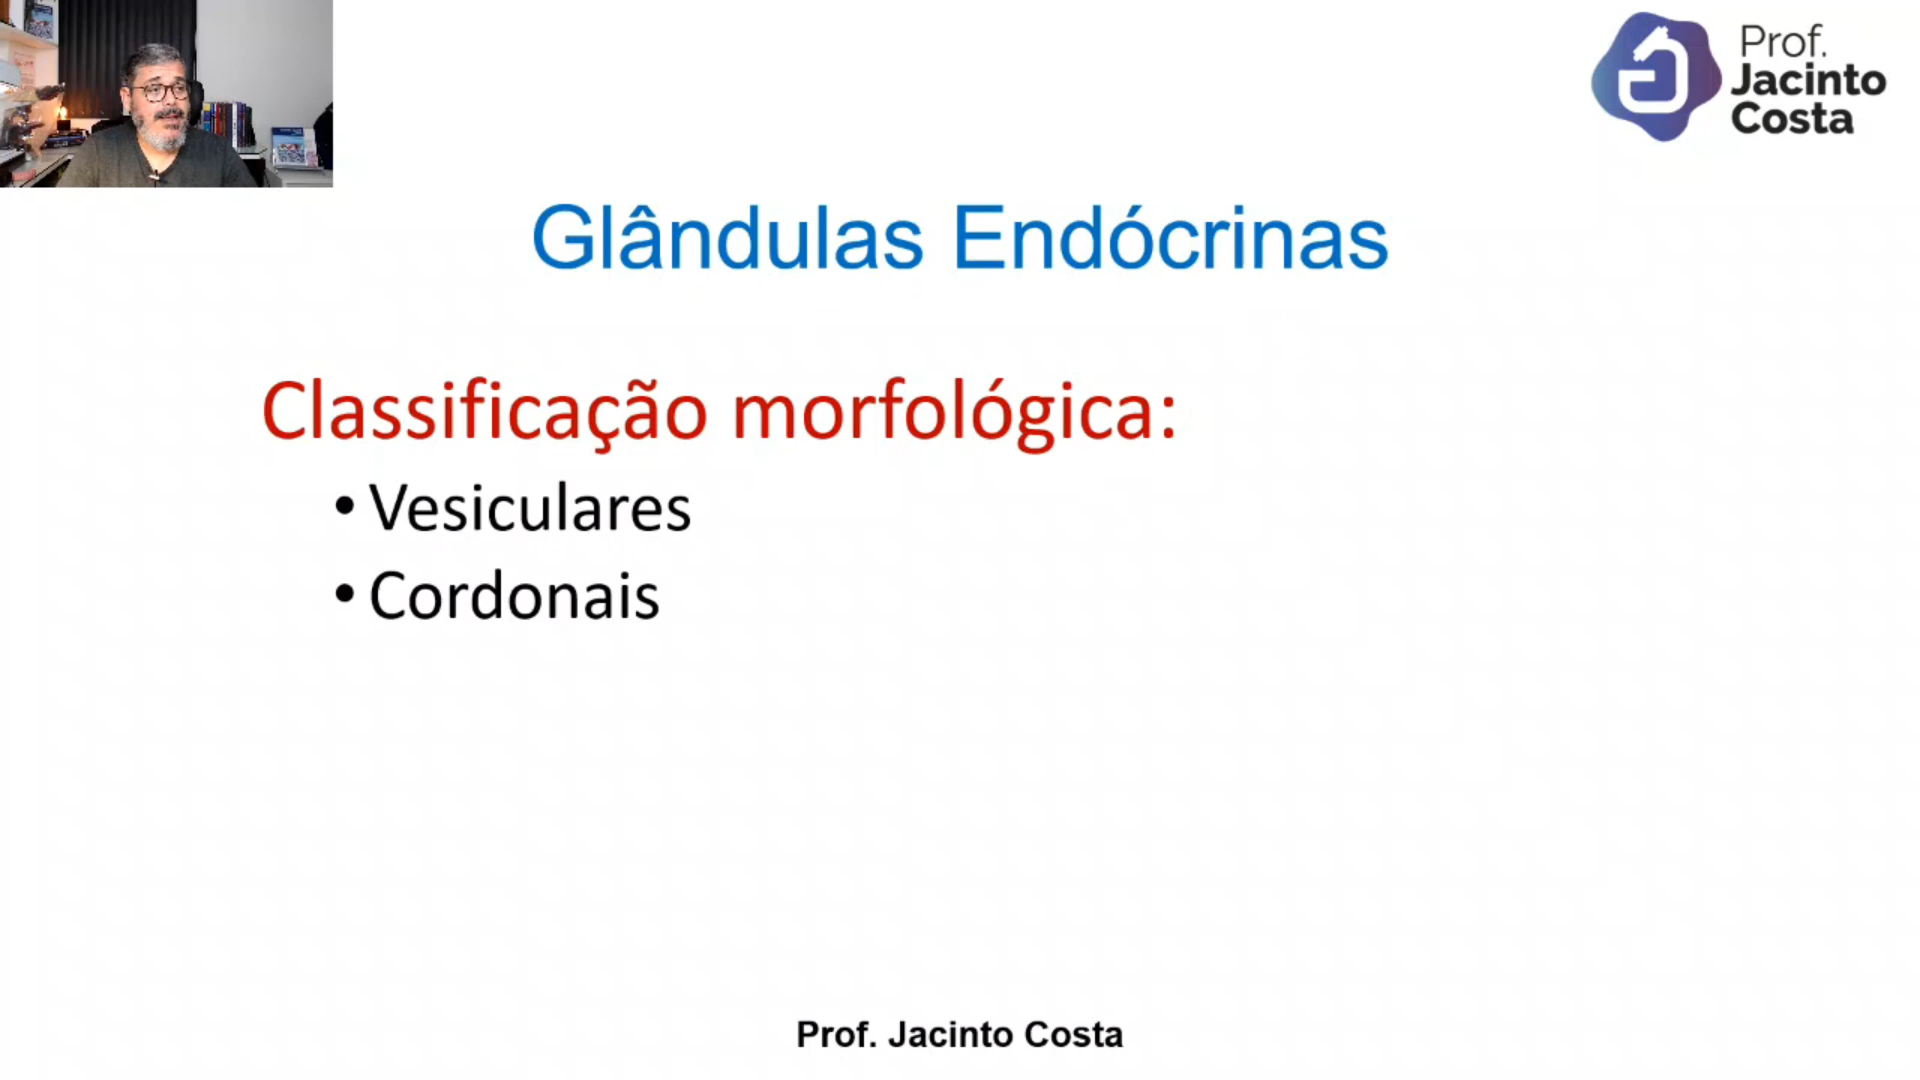 Prof.
Jacinto
Costa
Glândulas Endócrinas
Classificação morfológica:
• Vesiculares
• Cordonais
Prof. Jacinto Costa